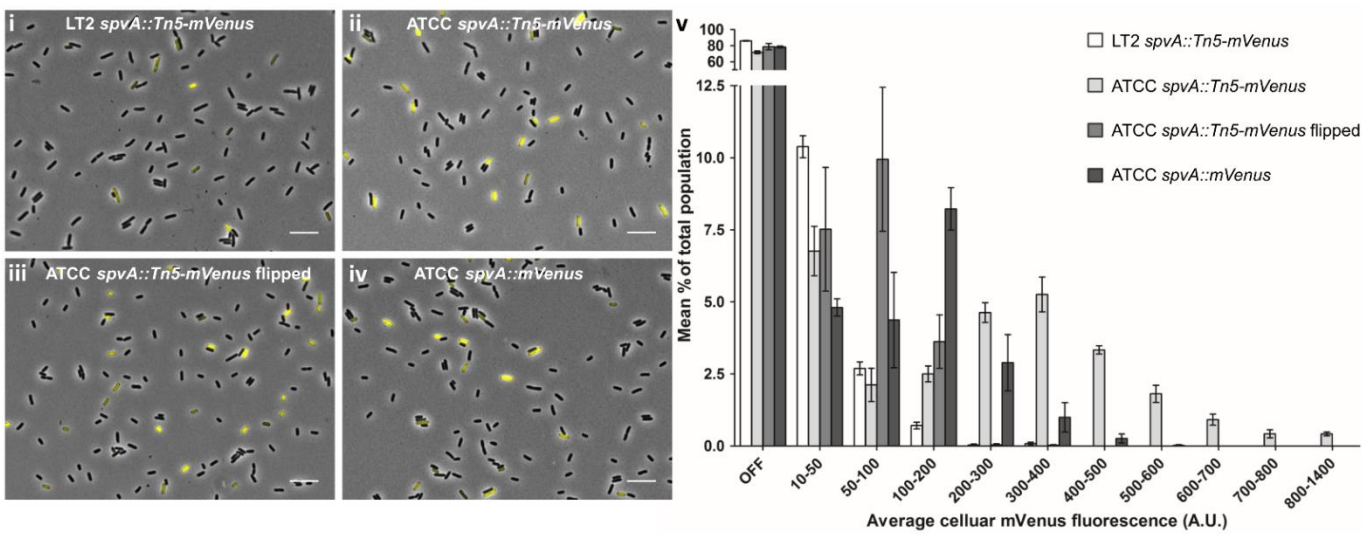 i LT2 spvA::Tn5-mVenus
ii ATCC spvA::Tn5-mVenus
iii ATCC spvA::Tn5-mVenus flipped
iv ATCC spvA::mVenus
v
Mean % of total population
100
80
60
12.5
10.0
7.5
5.0
2.5
0.0
OFF
10-50
50-100
100-200
200-300
300-400
400-500
500-600
600-700
700-800
800-1400
Average celluar mVenus fluorescence (A.U.)
LT2 spvA::Tn5-mVenus
ATCC spvA::Tn5-mVenus
ATCC spvA::Tn5-mVenus flipped
ATCC spvA::mVenus